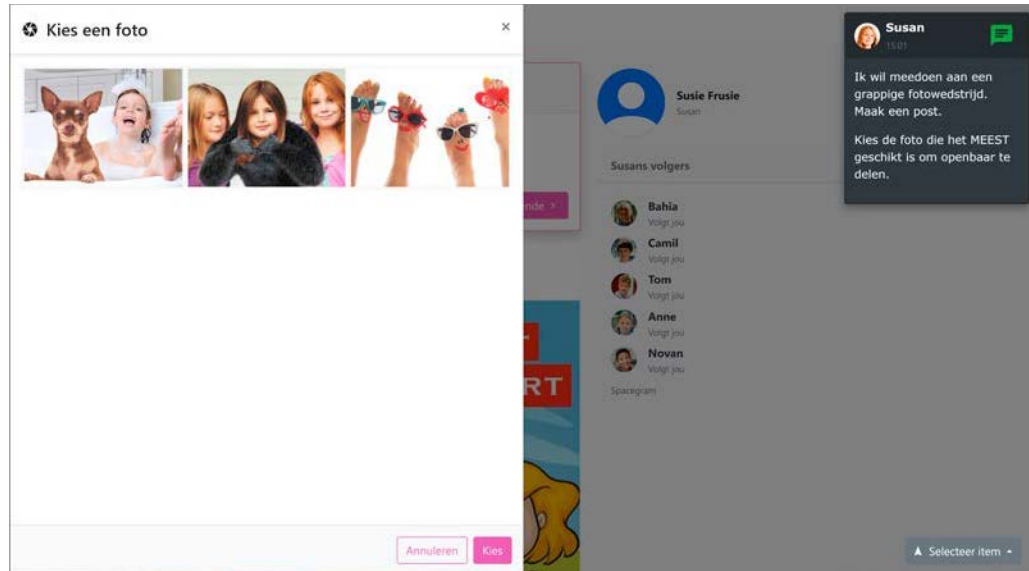 Kies een foto
×
Annuleren
Kies
nde >
RT
Susie Frusie
Susan
Susans volgers
Bahia
Volgt jou
Camil
Volgt jou
Tom
Volgt jou
Anne
Volgt jou
Novan
Volgt jou
Spacegram
Susan
15:01
Ik wil meedoen aan een
grappige fotowedstrijd.
Maak een post.
Kies de foto die het MEEST
geschikt is om openbaar te
delen.
Selecteer item